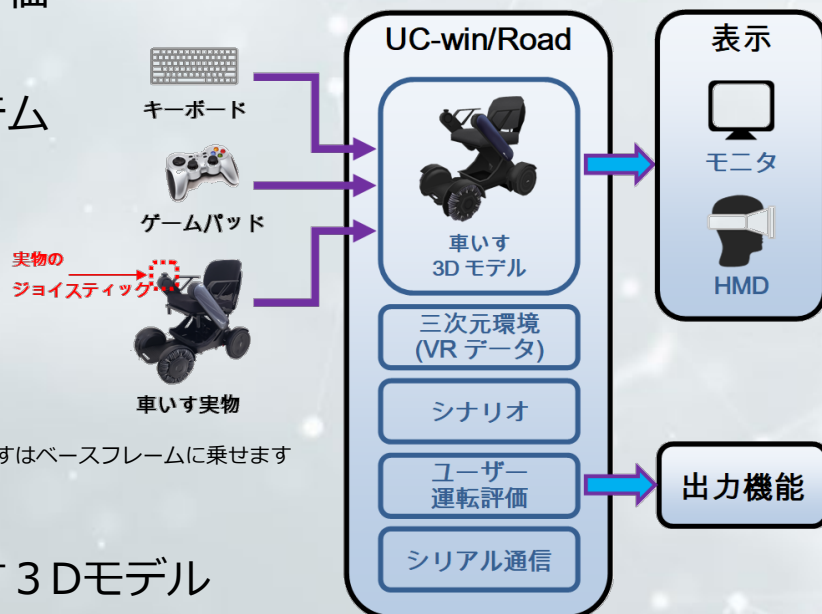 価
テム
キーボード
ゲームパッド
実物の
ジョイスティック
車いす実物
すはベースフレームに乗せます
す３Dモデル
UC-win/Road
車いす
3D モデル
三次元環境
(VR データ)
シナリオ
ユーザー
運転評価
シリアル通信
表示
モニタ
HMD
出力機能